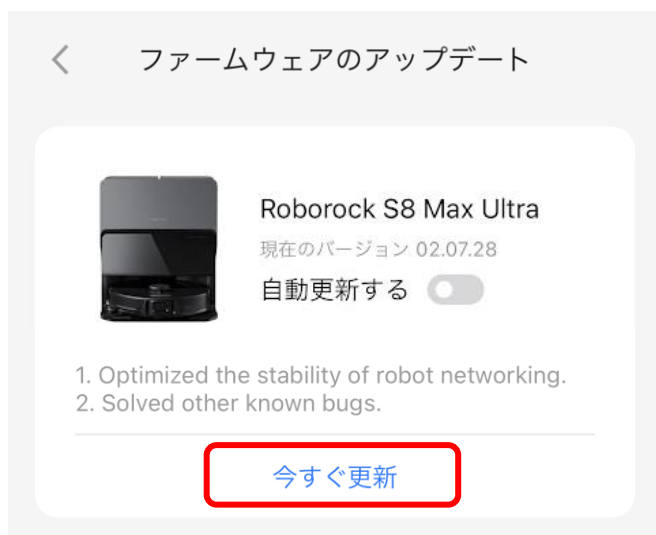 ファームウェアのアップデート
Roborock S8 Max Ultra
現在のバージョン 02.07.28
自動更新する
1. Optimized the stability of robot networking.
2. Solved other known bugs.
今すぐ更新